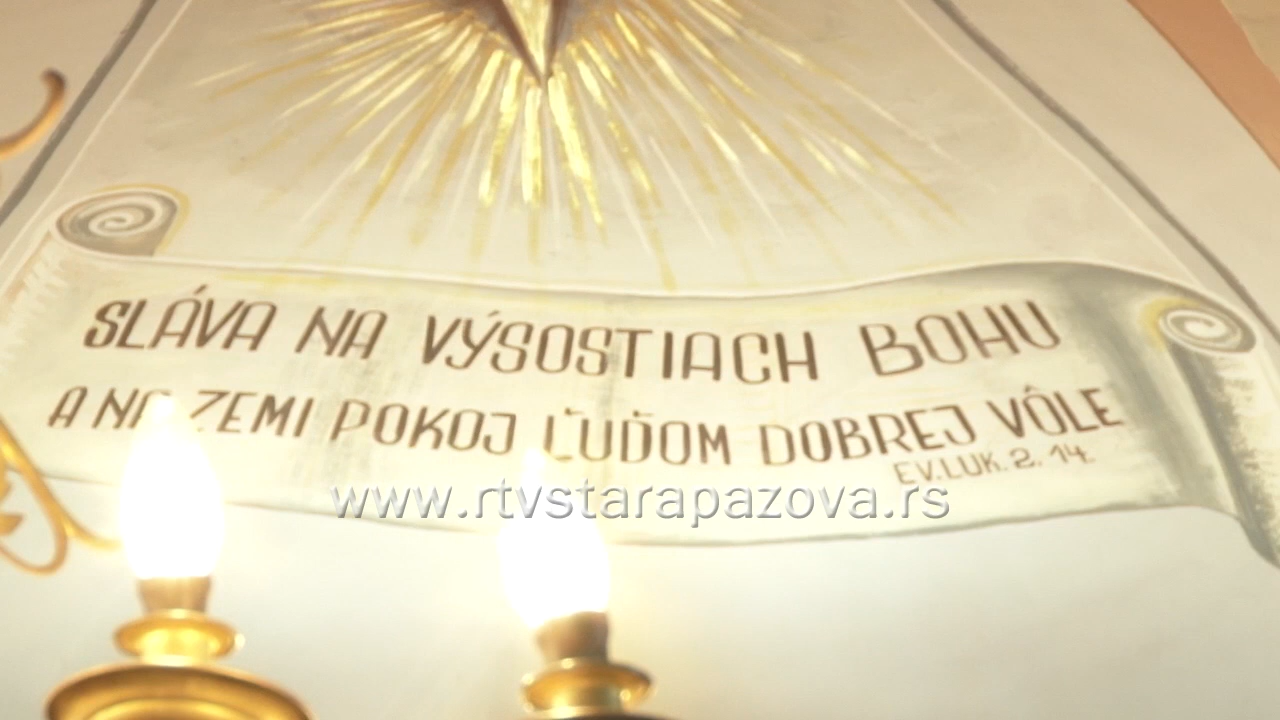 SLÁVA NA VÝSOSTIACH BOHU
A NA ZEMI POKOJ ĽUĎOM DOBREJ VÔLE
EV. LUK. 2. 14.
www.rtvstarapazova.rs